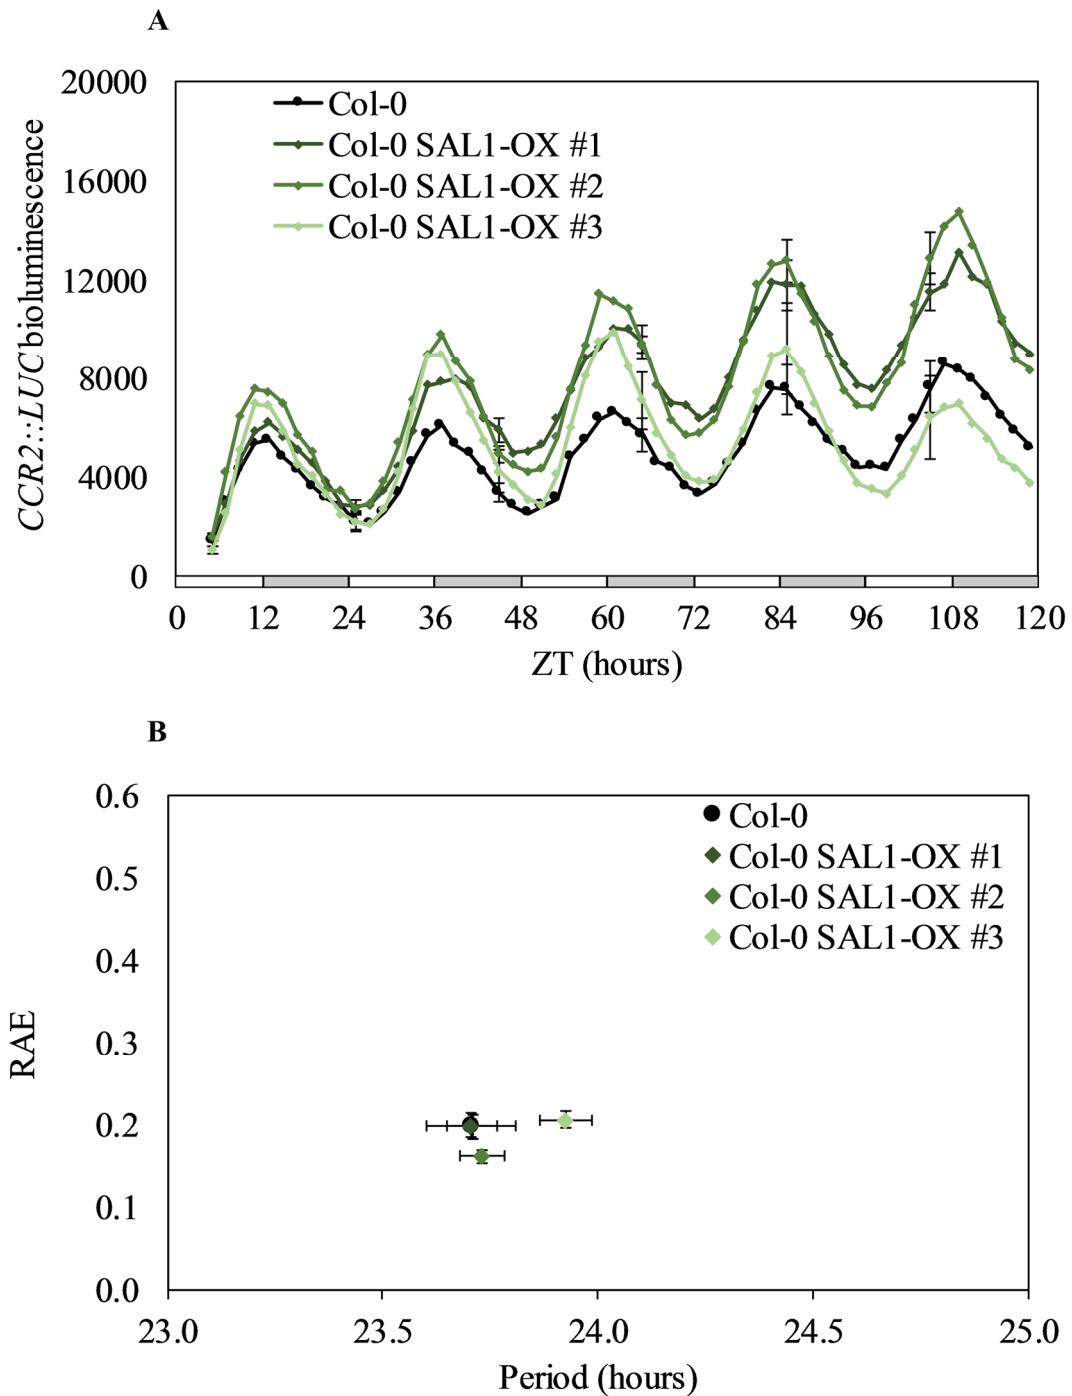 A
20000
16000
12000
8000
4000
0
CCR2::LUC bioluminescence
Col-0
Col-0 SAL1-OX #1
Col-0 SAL1-OX #2
Col-0 SAL1-OX #3
0 12 24 36 48 60 72 84 96 108 120
ZT (hours)
B
0.6
0.5
0.4
0.3
0.2
0.1
0.0
RAE
Col-0
Col-0 SAL1-OX #1
Col-0 SAL1-OX #2
Col-0 SAL1-OX #3
23.0 23.5 24.0 24.5 25.0
Period (hours)